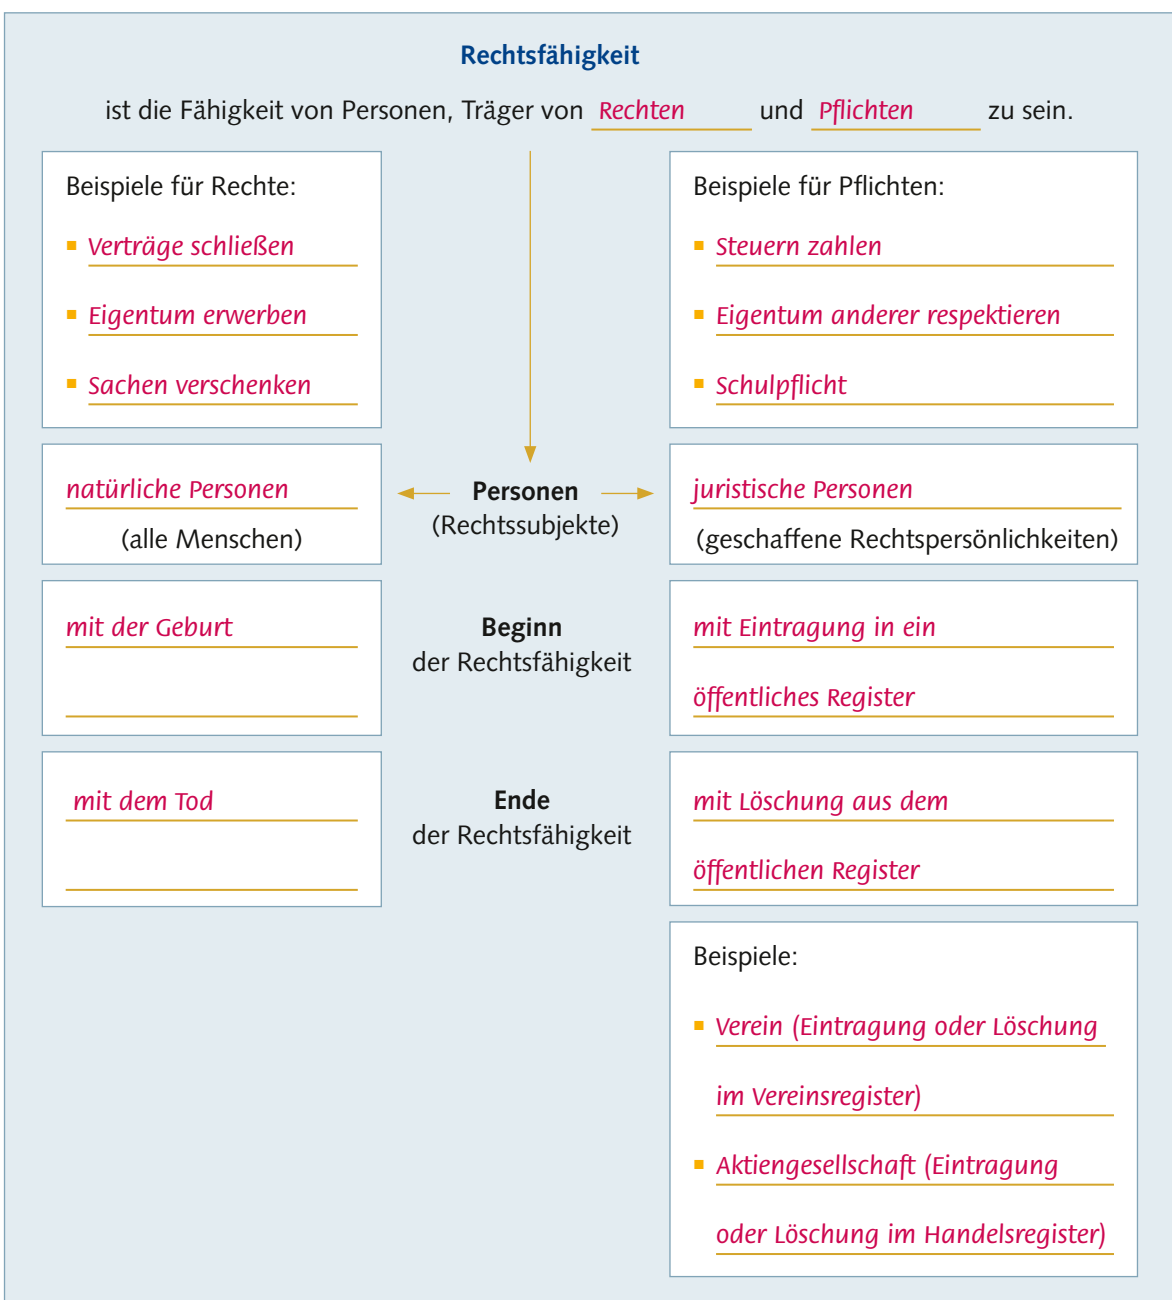 Rechtsfähigkeit
ist die Fähigkeit von Personen, Träger von Rechten und Pflichten zu sein.
Beispiele für Rechte:
Verträge schließen
Eigentum erwerben
Sachen verschenken
Beispiele für Pflichten:
Steuern zahlen
Eigentum anderer respektieren
Schulpflicht
natürliche Personen
(alle Menschen)
Personen
(Rechtssubjekte)
juristische Personen
(geschaffene Rechtspersönlichkeiten)
mit der Geburt
Beginn
der Rechtsfähigkeit
mit Eintragung in ein
öffentliches Register
mit dem Tod
Ende
der Rechtsfähigkeit
mit Löschung aus dem
öffentlichen Register
Beispiele:
Verein (Eintragung oder Löschung
im Vereinsregister)
Aktiengesellschaft (Eintragung
oder Löschung im Handelsregister)